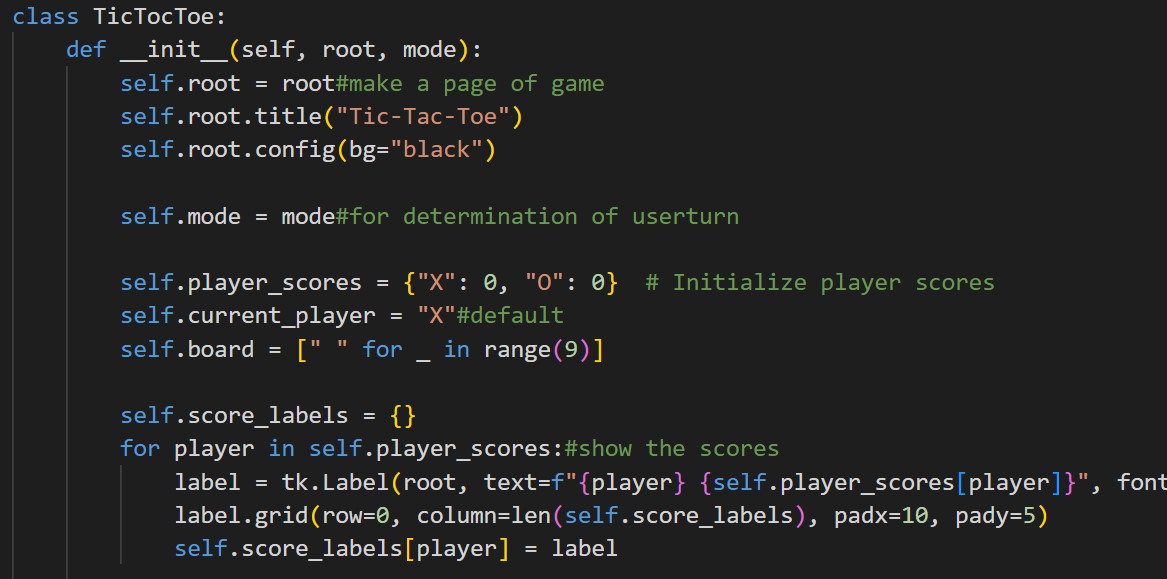 class TicTocToe:
    def __init__(self, root, mode):
        self.root = root#make a page of game
        self.root.title("Tic-Tac-Toe")
        self.root.config(bg="black")
        self.mode = mode#for determination of userturn
        self.player_scores = {"X": 0, "O": 0}  # Initialize player scores
        self.current_player = "X"#default
        self.board = [" " for _ in range(9)]
        self.score_labels = {}
        for player in self.player_scores:#show the scores
            label = tk.Label(root, text=f"{player} {self.player_scores[player]}", font
            label.grid(row=0, column=len(self.score_labels), padx=10, pady=5)
            self.score_labels[player] = label